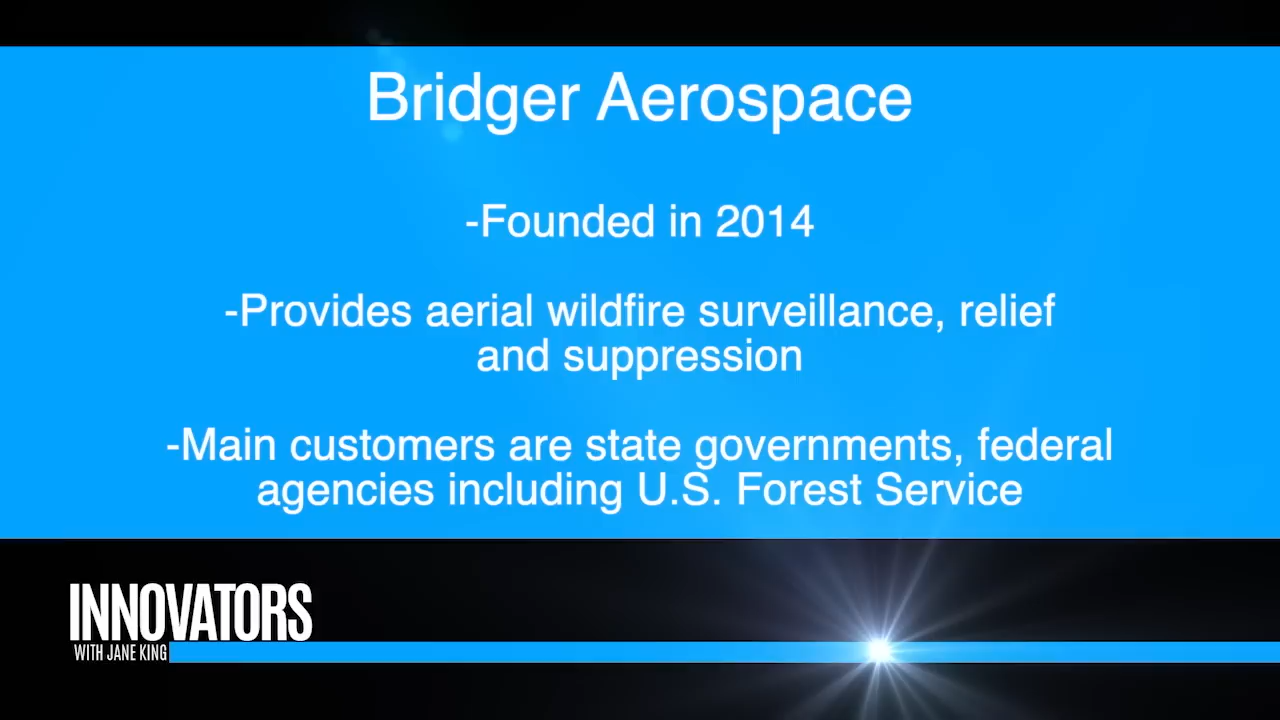 Bridger Aerospace
-Founded in 2014
-Provides aerial wildfire surveillance, relief
and suppression
-Main customers are state governments, federal
agencies including U.S. Forest Service
INNOVATORS
WITH JANE KING